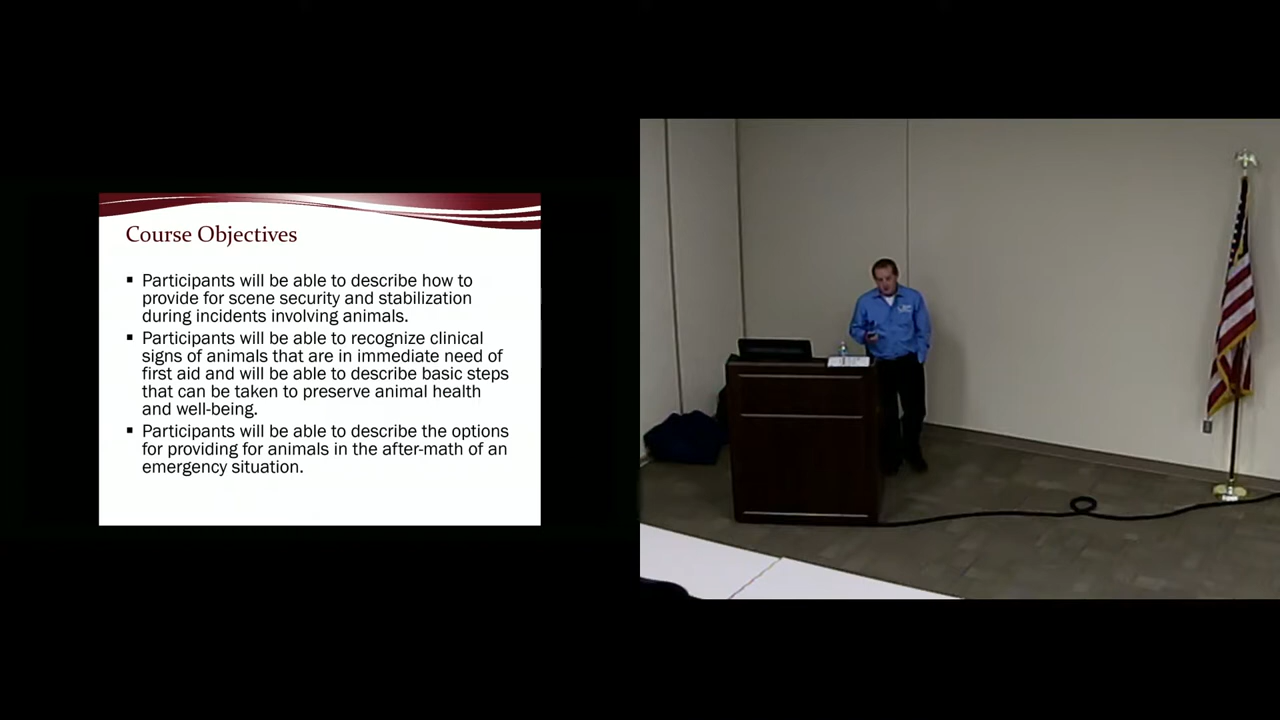 Course Objectives
▪ Participants will be able to describe how to
provide for scene security and stabilization
during incidents involving animals.
▪ Participants will be able to recognize clinical
signs of animals that are in immediate need of
first aid and will be able to describe basic steps
that can be taken to preserve animal health
and well-being.
▪ Participants will be able to describe the options
for providing for animals in the after-math of an
emergency situation.